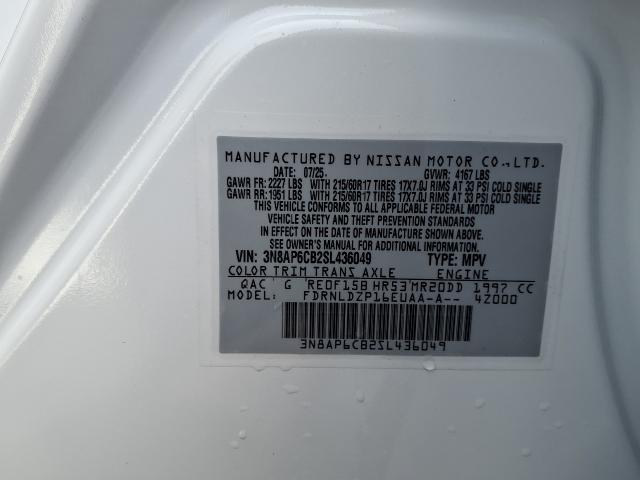 MANUFACTURED BY NISSAN MOTOR CO., LTD.
DATE: 07/25. GVWR: 4167 LBS
GAWR FR: 2227 LBS WITH 215/60R17 TIRES 17X7.0J RIMS AT 33 PSI COLD SINGLE
GAWR RR: 1951 LBS WITH 215/60R17 TIRES 17X7.0J RIMS AT 33 PSI COLD SINGLE
THIS VEHICLE CONFORMS TO ALL APPLICABLE FEDERAL MOTOR
VEHICLE SAFETY AND THEFT PREVENTION STANDARDS
IN EFFECT ON THE DATE OF MANUFACTURE SHOWN ABOVE.
SEE OWNER'S MANUAL FOR ADDITIONAL INFORMATION.
VIN: 3N8AP6CB2SL436049 TYPE: MPV
COLOR TRIM TRANS AXLE ENGINE
QAC G RE0F15B HR53 MR20DD 1997 CC
MODEL: FDRNLDZP16EUAA-A-- 4Z000
3N8AP6CB2SL436049